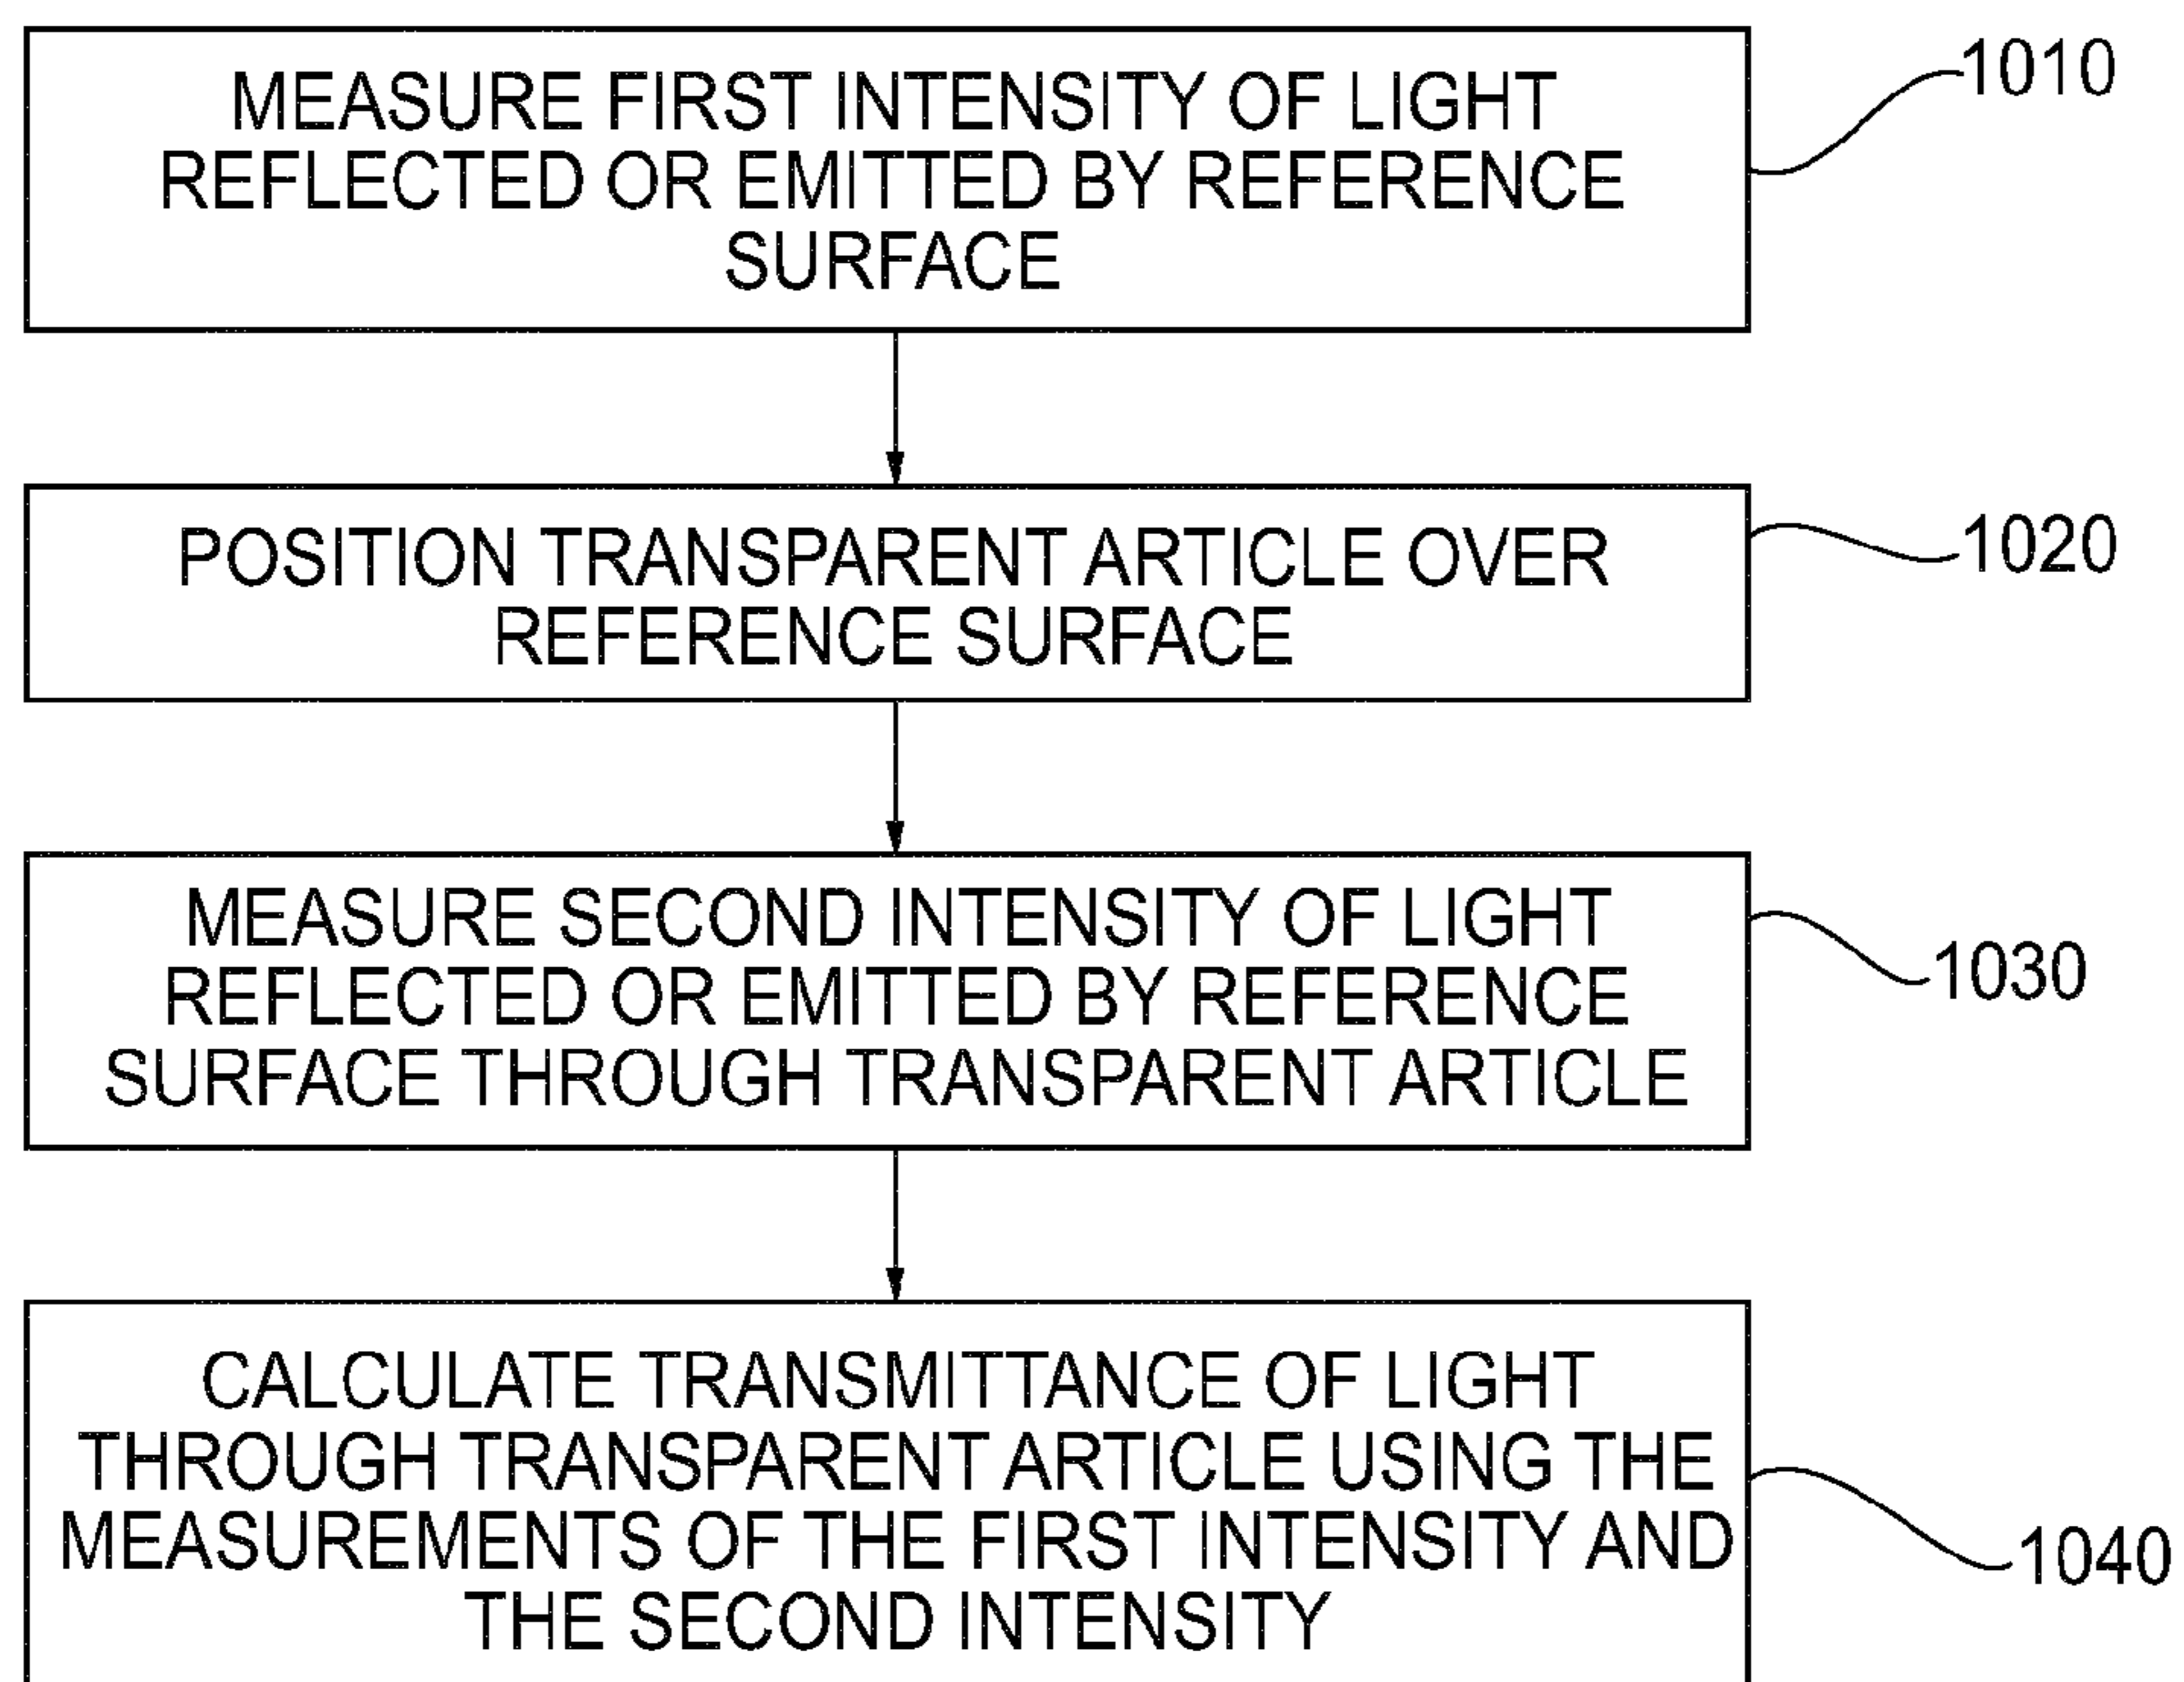 MEASURE FIRST INTENSITY OF LIGHT
REFLECTED OR EMITTED BY REFERENCE
SURFACE
1010
POSITION TRANSPARENT ARTICLE OVER
REFERENCE SURFACE
1020
MEASURE SECOND INTENSITY OF LIGHT
REFLECTED OR EMITTED BY REFERENCE
SURFACE THROUGH TRANSPARENT ARTICLE
1030
CALCULATE TRANSMITTANCE OF LIGHT
THROUGH TRANSPARENT ARTICLE USING THE
MEASUREMENTS OF THE FIRST INTENSITY AND
THE SECOND INTENSITY
1040